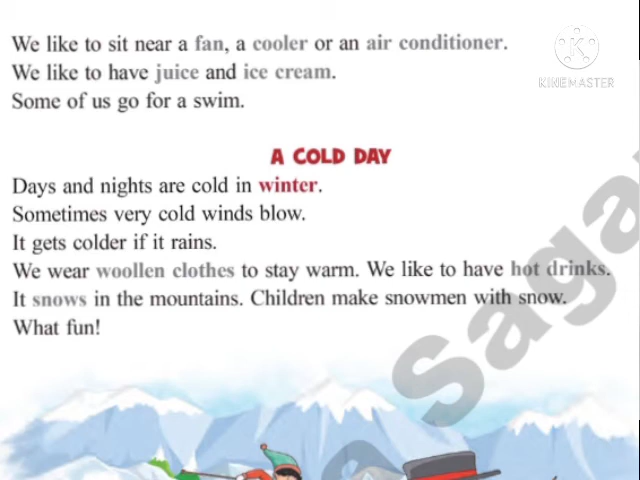 We like to sit near a fan, a cooler or an air conditioner.
We like to have juice and ice cream.
Some of us go for a swim.
KINEMASTER
A COLD DAY
Days and nights are cold in winter.
Sometimes very cold winds blow.
It gets colder if it rains.
We wear woollen clothes to stay warm. We like to have hot drinks.
It snows in the mountains. Children make snowmen with snow.
What fun!